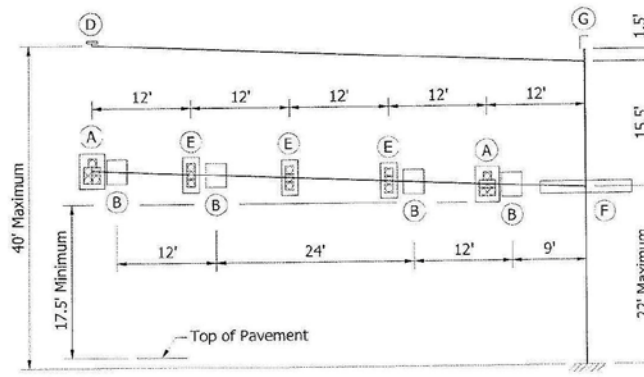 D
G
1.5'
12' 12' 12' 12' 12'
15.5'
A E E E A
B B B B F
40' Maximum
17.5' Minimum
12' 24' 12' 9'
22' Maximum
Top of Pavement